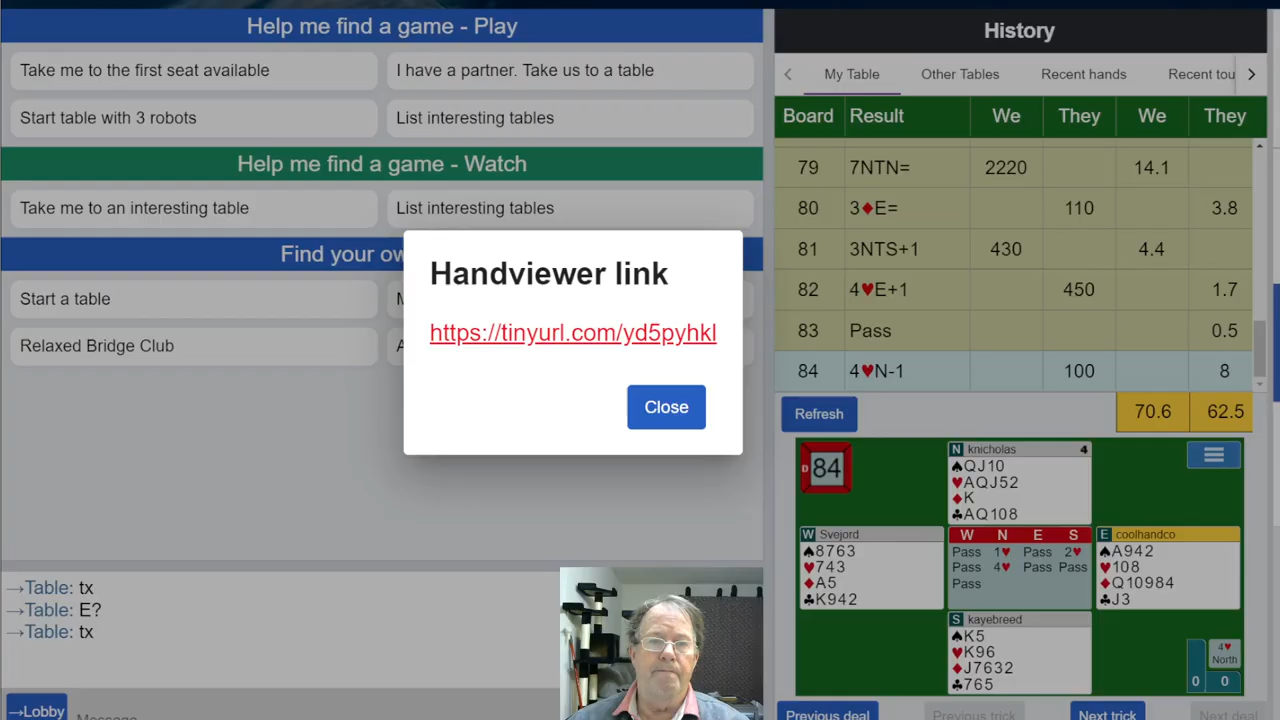 Help me find a game - Play
Take me to the first seat available
I have a partner. Take us to a table
Start table with 3 robots
List interesting tables
Help me find a game - Watch
Take me to an interesting table
List interesting tables
Find your ow
Start a table
M
Relaxed Bridge Club
A
Handviewer link
https://tinyurl.com/yd5pyhkl
Close
→Table: tx
→Table: E?
→Table: tx
→Lobby
Message
History
< My Table Other Tables Recent hands Recent tou >
Board Result We They We They
79 7NTN= 2220 14.1
80 3♦E= 110 3.8
81 3NTS+1 430 4.4
82 4♥E+1 450 1.7
83 Pass 0.5
84 4♥N-1 100 8
Refresh
70.6 62.5
D 84
N knicholas 4
♠QJ10
♥AQJ52
♦K
♣AQ108
W Svejord
♠8763
♥743
♦A5
♣K942
W N E S
Pass 1♥ Pass 2♥
Pass 4♥ Pass Pass
Pass
E coolhandco
♠A942
♥108
♦Q10984
♣J3
S kayebreed
♠K5
♥K96
♦J7632
♣765
4♥
North
0 0
Previous deal
Previous trick
Next trick
Next deal